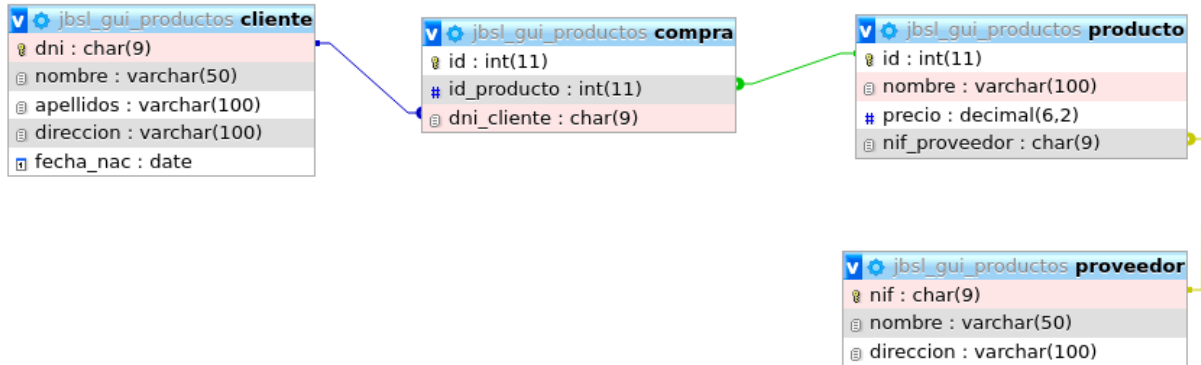 jbsl_gui_productos cliente
dni : char(9)
nombre : varchar(50)
apellidos : varchar(100)
direccion : varchar(100)
fecha_nac : date
jbsl_gui_productos compra
id : int(11)
# id_producto : int(11)
dni_cliente : char(9)
jbsl_gui_productos producto
id : int(11)
nombre : varchar(100)
# precio : decimal(6,2)
nif_proveedor : char(9)
jbsl_gui_productos proveedor
nif : char(9)
nombre : varchar(50)
direccion : varchar(100)